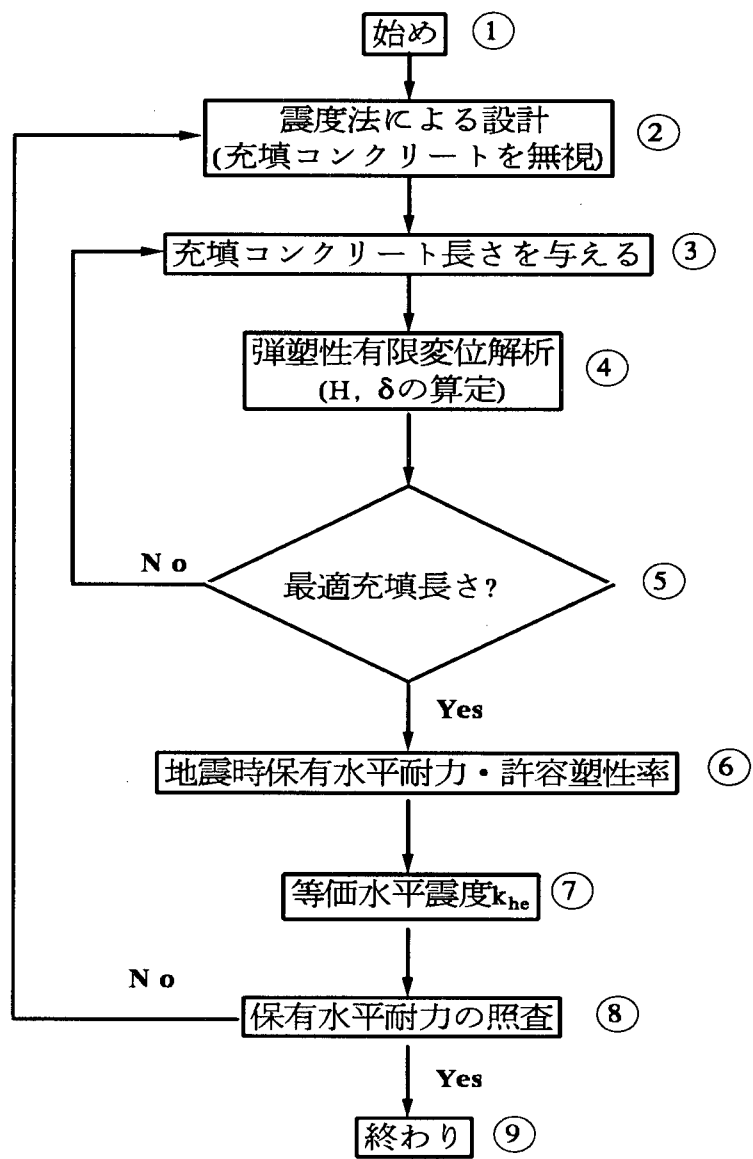 始め ①
震度法による設計
(充填コンクリートを無視) ②
充填コンクリート長さを与える ③
弾塑性有限変位解析
(H, δの算定) ④
No
最適充填長さ? ⑤
Yes
地震時保有水平耐力・許容塑性率 ⑥
等価水平震度khe ⑦
No
保有水平耐力の照査 ⑧
Yes
終わり ⑨